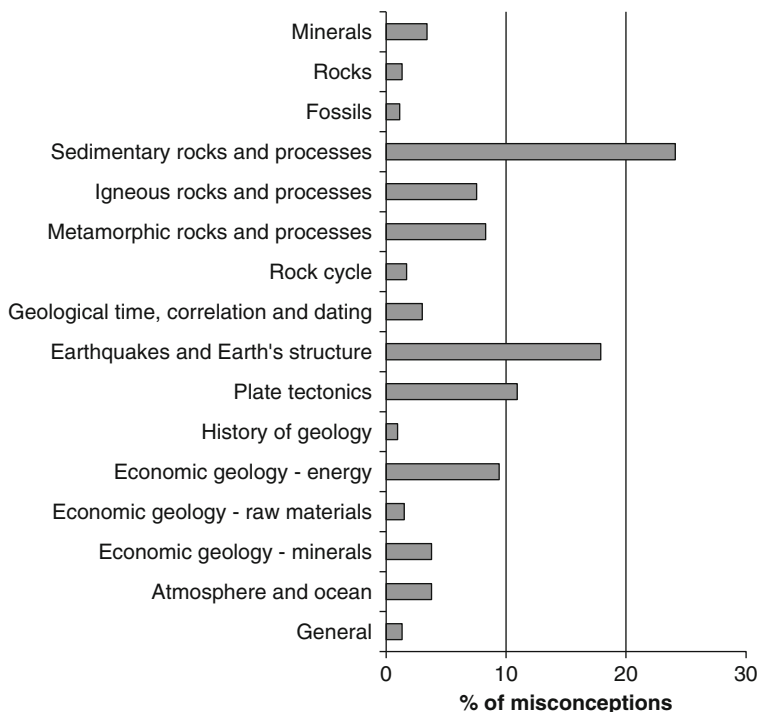 Minerals
Rocks
Fossils
Sedimentary rocks and processes
Igneous rocks and processes
Metamorphic rocks and processes
Rock cycle
Geological time, correlation and dating
Earthquakes and Earth's structure
Plate tectonics
History of geology
Economic geology - energy
Economic geology - raw materials
Economic geology - minerals
Atmosphere and ocean
General
0 10 20 30
% of misconceptions